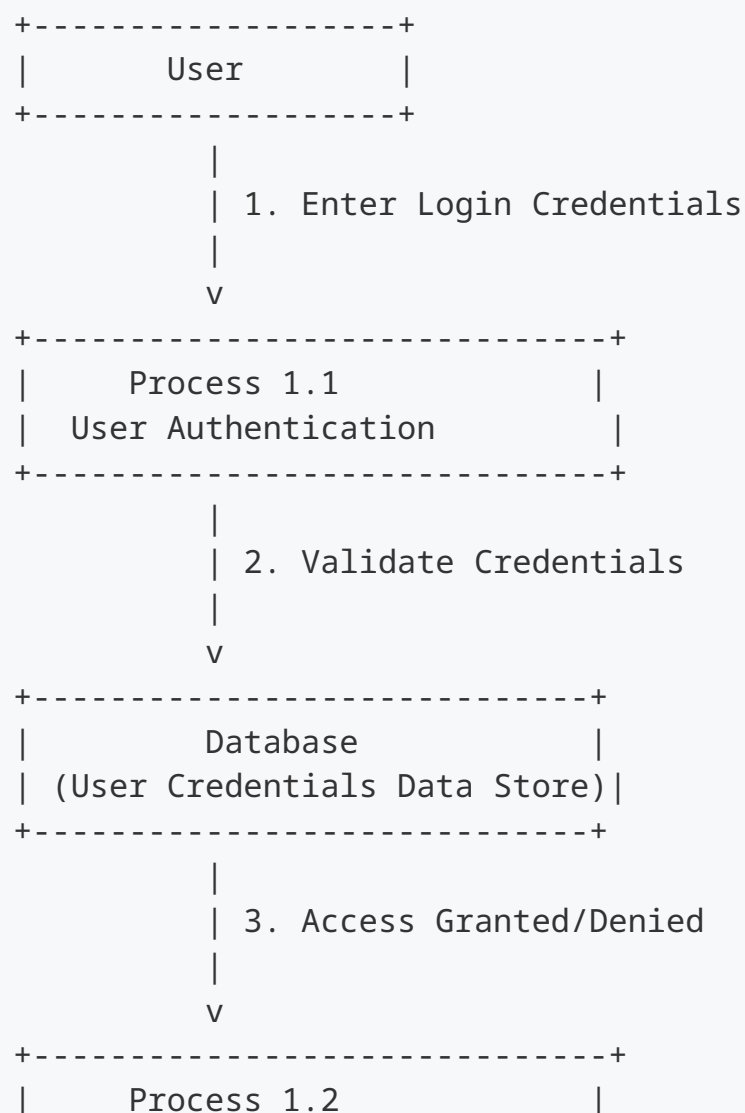 +-------------------+
|       User        |
+-------------------+
          |
          | 1. Enter Login Credentials
          |
          v
+------------------------------+
|     Process 1.1             |
|  User Authentication         |
+------------------------------+
          |
          | 2. Validate Credentials
          |
          v
+-----------------------------+
|         Database            |
| (User Credentials Data Store)|
+-----------------------------+
          |
          | 3. Access Granted/Denied
          |
          v
+------------------------------+
|     Process 1.2             |